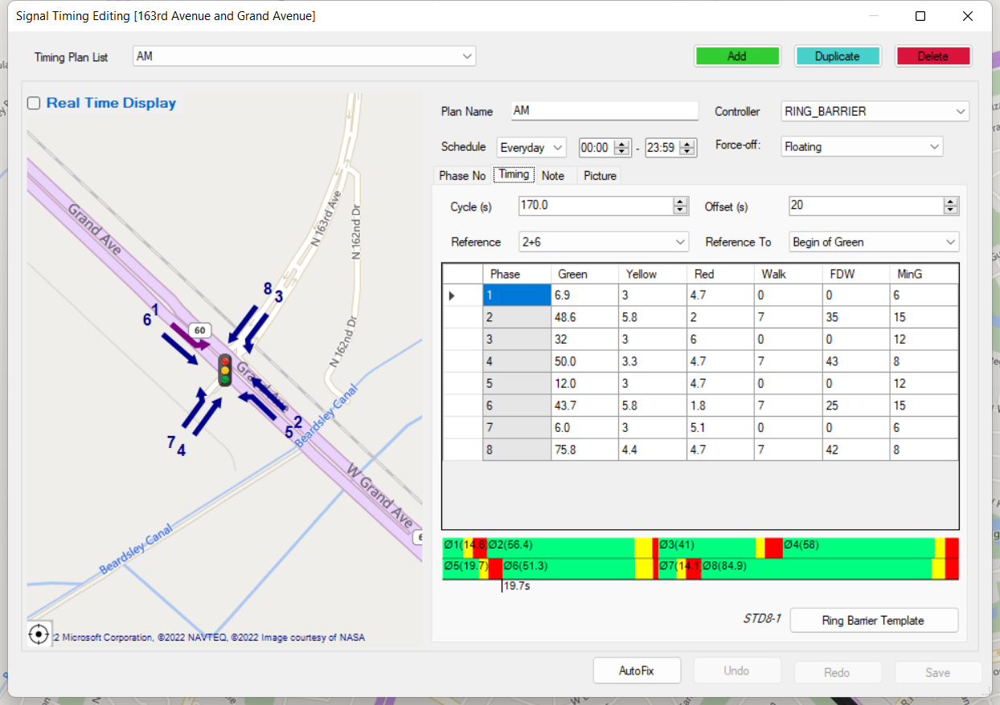 Signal Timing Editing [163rd Avenue and Grand Avenue]
Timing Plan List AM Add Duplicate Delete
Real Time Display
Plan Name AM Controller RING_BARRIER
Schedule Everyday 00:00 - 23:59 Force-off: Floating
Phase No Timing Note Picture
Cycle (s) 170.0 Offset (s) 20
Reference 2+6 Reference To Begin of Green
Phase Green Yellow Red Walk FDW MinG
1 6.9 3 4.7 0 0 6
2 48.6 5.8 2 7 35 15
3 32 3 6 0 0 12
4 50.0 3.3 4.7 7 43 8
5 12.0 3 4.7 0 0 12
6 43.7 5.8 1.8 7 25 15
7 6.0 3 5.1 0 0 6
8 75.8 4.4 4.7 7 42 8
Ø1(14.6) Ø2(56.4) Ø3(41) Ø4(58)
Ø5(19.7) Ø6(51.3) Ø7(14.1 Ø8(84.9)
19.7s
STD8-1 Ring Barrier Template
Grand Ave
N 163rd Ave
N 162nd Dr
8
3
1
6
60
N 162nd Dr
Grand Ave
2
5
7
4
Beardsley Canal
W Grand Ave
6
Beardsley Canal
2 Microsoft Corporation, ©2022 NAVTEQ, ©2022 Image courtesy of NASA
AutoFix Undo Redo Save